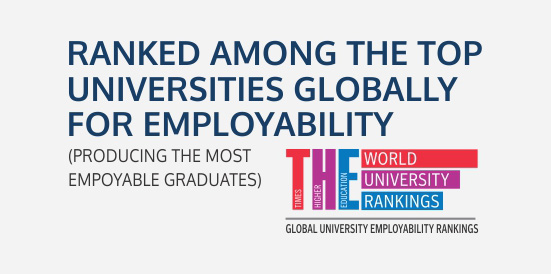 RANKED AMONG THE TOP
UNIVERSITIES GLOBALLY
FOR EMPLOYABILITY
(PRODUCING THE MOST
EMPOYABLE GRADUATES)
THE
TIMES
HIGHER
EDUCATION
WORLD
UNIVERSITY
RANKINGS
GLOBAL UNIVERSITY EMPLOYABILITY RANKINGS